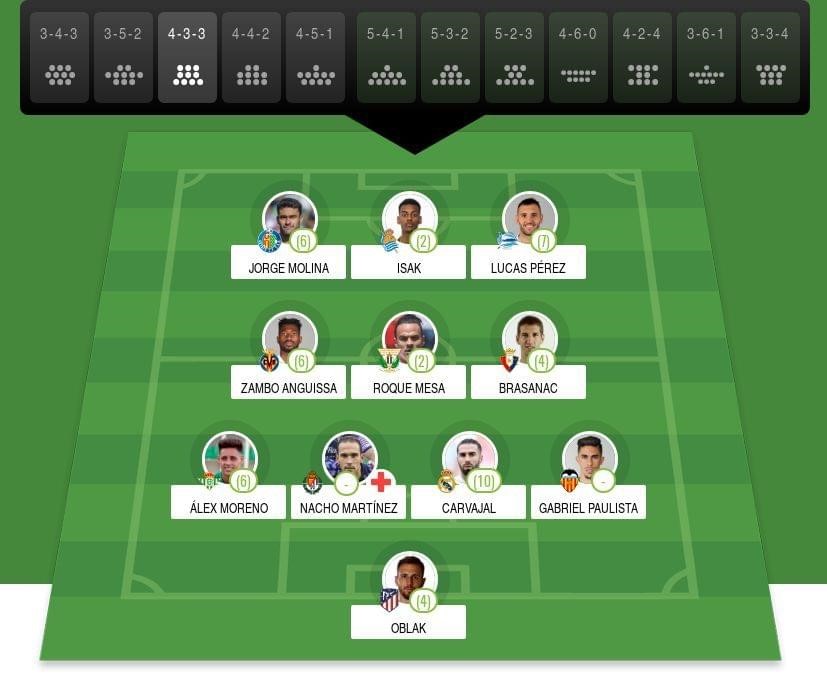 3-4-3 3-5-2 4-3-3 4-4-2 4-5-1 5-4-1 5-3-2 5-2-3 4-6-0 4-2-4 3-6-1 3-3-4
(6) (2) (7)
JORGE MOLINA ISAK LUCAS PÉREZ
(6) (2) (4)
ZAMBO ANGUISSA ROQUE MESA BRASANAC
(6) - (10) -
ÁLEX MORENO NACHO MARTÍNEZ CARVAJAL GABRIEL PAULISTA
(4)
OBLAK